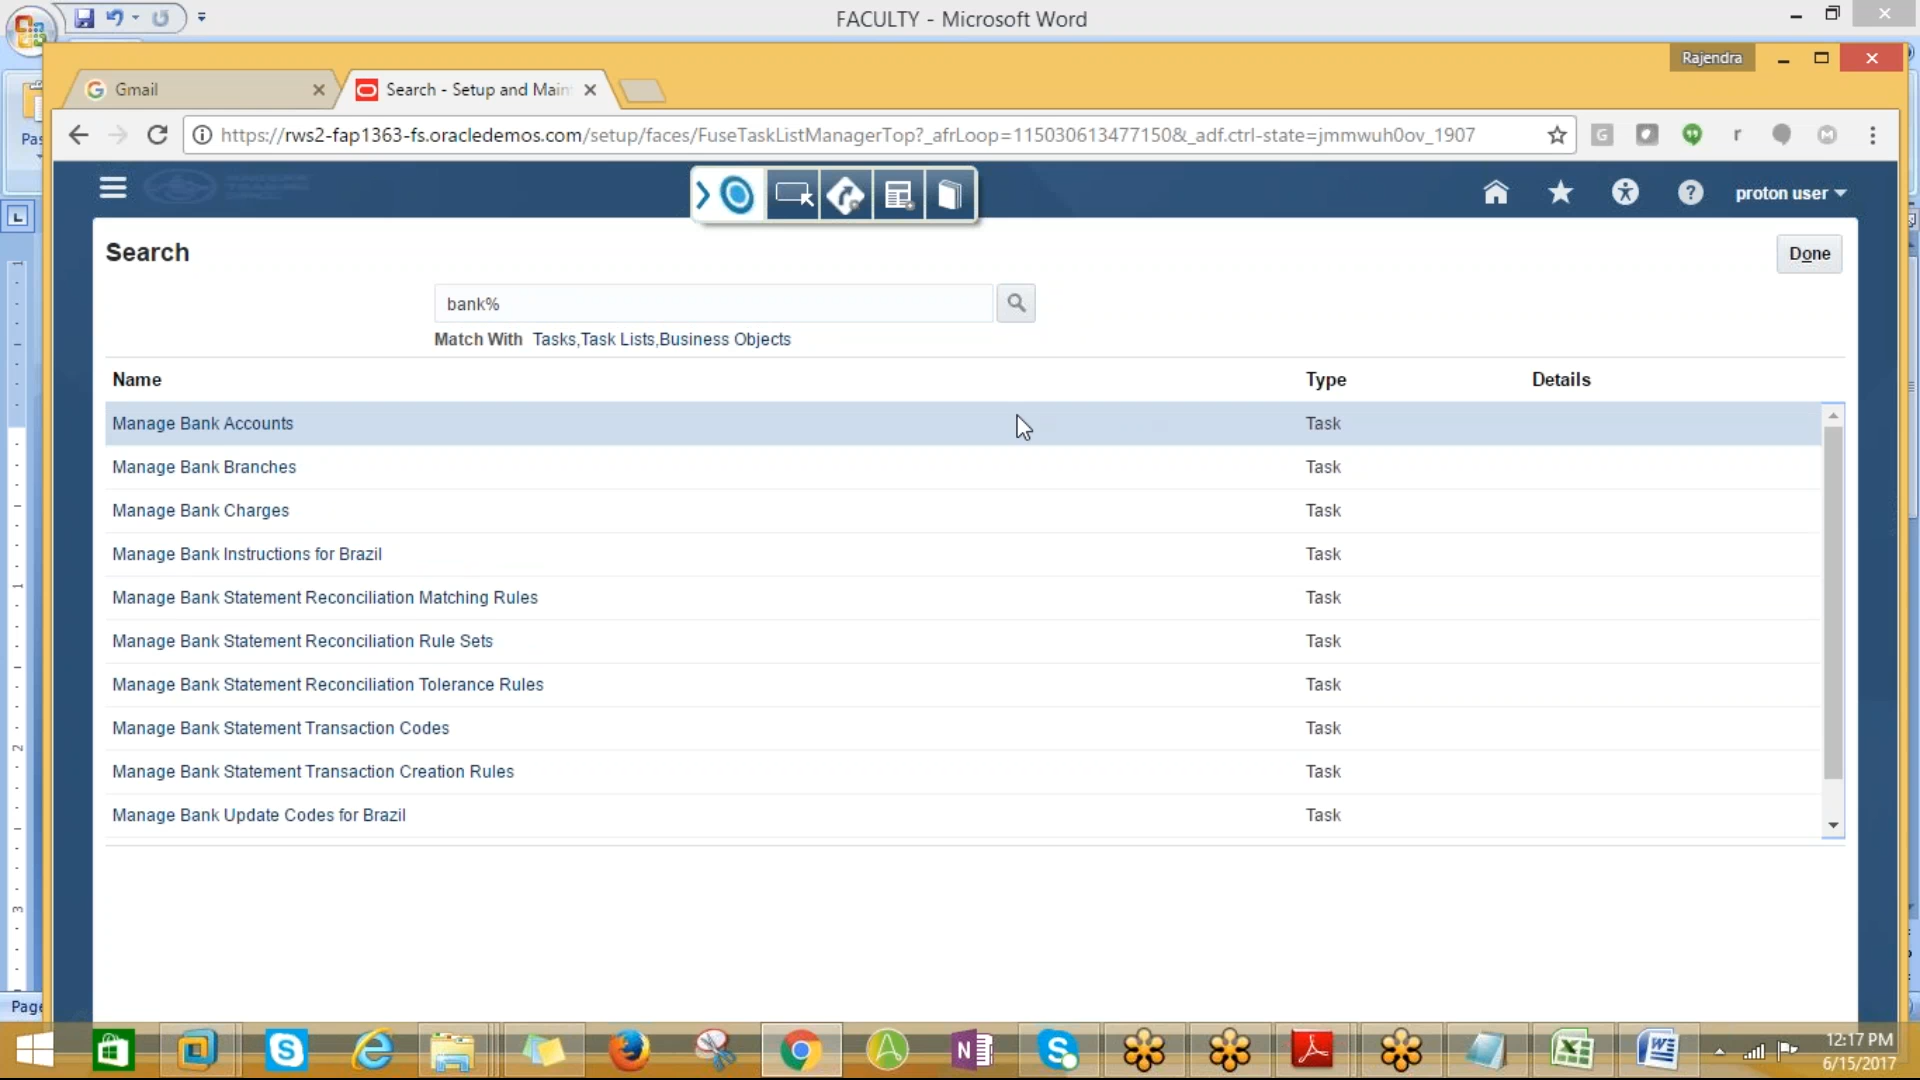 FACULTY - Microsoft Word
Rajendra
Gmail
Search - Setup and Main
https://rws2-fap1363-fs.oracledemos.com/setup/faces/FuseTaskListManagerTop?_afrLoop=115030613477150&_adf.ctrl-state=jmmwuh0ov_1907
proton user
Search
Done
bank%
Match With Tasks,Task Lists,Business Objects
Name Type Details
Manage Bank Accounts Task
Manage Bank Branches Task
Manage Bank Charges Task
Manage Bank Instructions for Brazil Task
Manage Bank Statement Reconciliation Matching Rules Task
Manage Bank Statement Reconciliation Rule Sets Task
Manage Bank Statement Reconciliation Tolerance Rules Task
Manage Bank Statement Transaction Codes Task
Manage Bank Statement Transaction Creation Rules Task
Manage Bank Update Codes for Brazil Task
Page
12:17 PM
6/15/2017